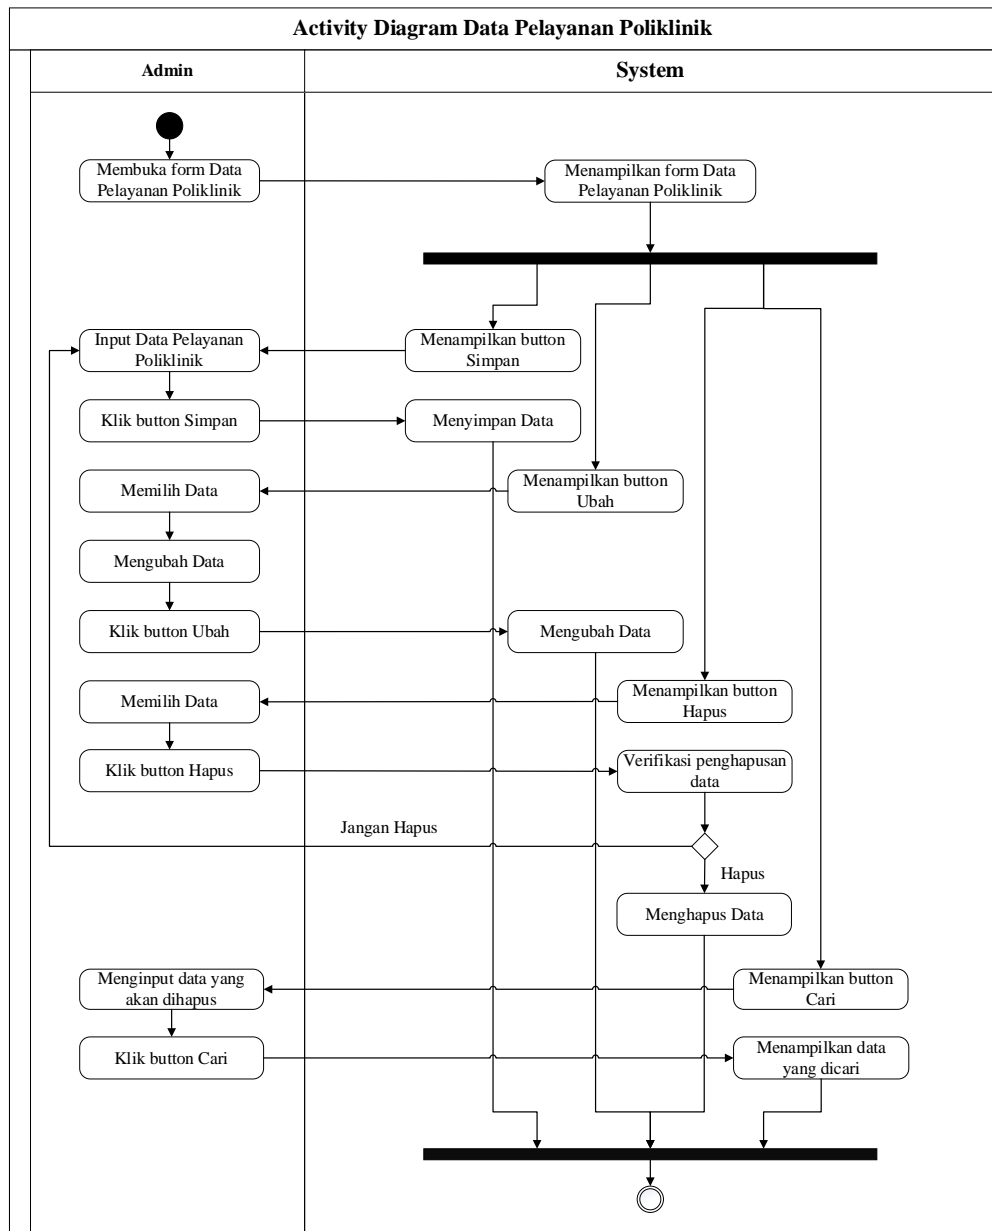 Activity Diagram Data Pelayanan Poliklinik
Admin
System
Membuka form Data
Pelayanan Poliklinik
Menampilkan form Data
Pelayanan Poliklinik
Input Data Pelayanan
Poliklinik
Menampilkan button
Simpan
Klik button Simpan
Menyimpan Data
Memilih Data
Menampilkan button
Ubah
Mengubah Data
Klik button Ubah
Mengubah Data
Memilih Data
Menampilkan button
Hapus
Klik button Hapus
Verifikasi penghapusan
data
Jangan Hapus
Hapus
Menghapus Data
Menginput data yang
akan dihapus
Menampilkan button
Cari
Klik button Cari
Menampilkan data
yang dicari